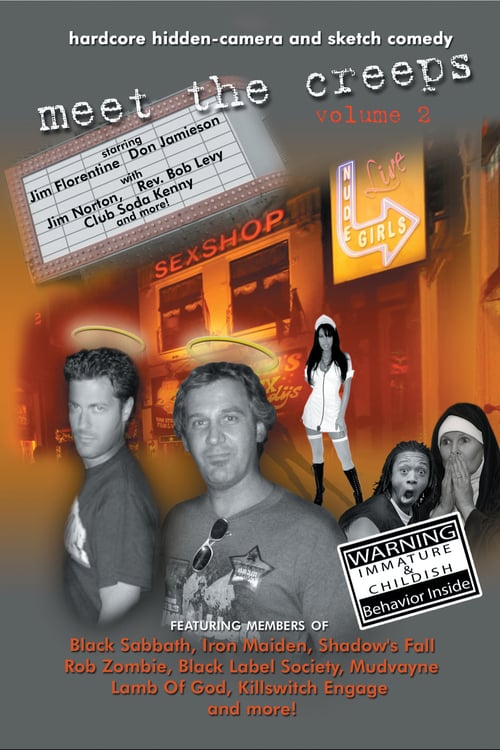 hardcore hidden-camera and sketch comedy
meet the creeps
volume 2
starring
Jim Florentine Don Jamieson
with
Jim Norton, Rev. Bob Levy
Club Soda Kenny
and more!
SEXSHOP
NUDE
Live
GIRLS
WARNING
IMMATURE
&
CHILDISH
Behavior Inside
FEATURING MEMBERS OF
Black Sabbath, Iron Maiden, Shadow's Fall
Rob Zombie, Black Label Society, Mudvayne
Lamb Of God, Killswitch Engage
and more!